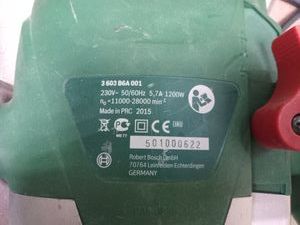 3 603 B6A 001
230V~ 50/60Hz 5,7A 1200W
n₀ =11000-28000 min⁻¹
Made in PRC 2015
501000622
BOSCH
Robert Bosch GmbH
70764 Leinfelden Echterdingen
GERMANY